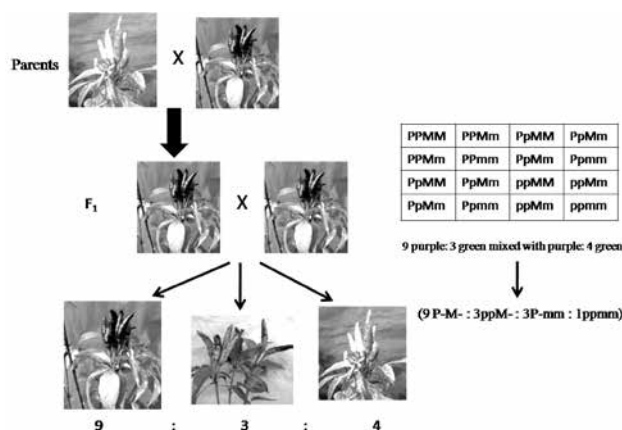 Parents
X
F1
X
9 : 3 : 4
PPMM PPMm PpMM PpMm
PPMm PPmm PpMm Ppmm
PpMM PpMm ppMM ppMm
PpMm Ppmm ppMm ppmm
9 purple: 3 green mixed with purple: 4 green
(9 P-M- : 3ppM- : 3P-mm : 1ppmm)